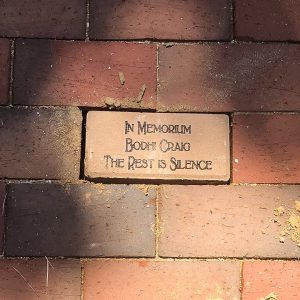 In Memorium
Bodhi Craig
The Rest is Silence